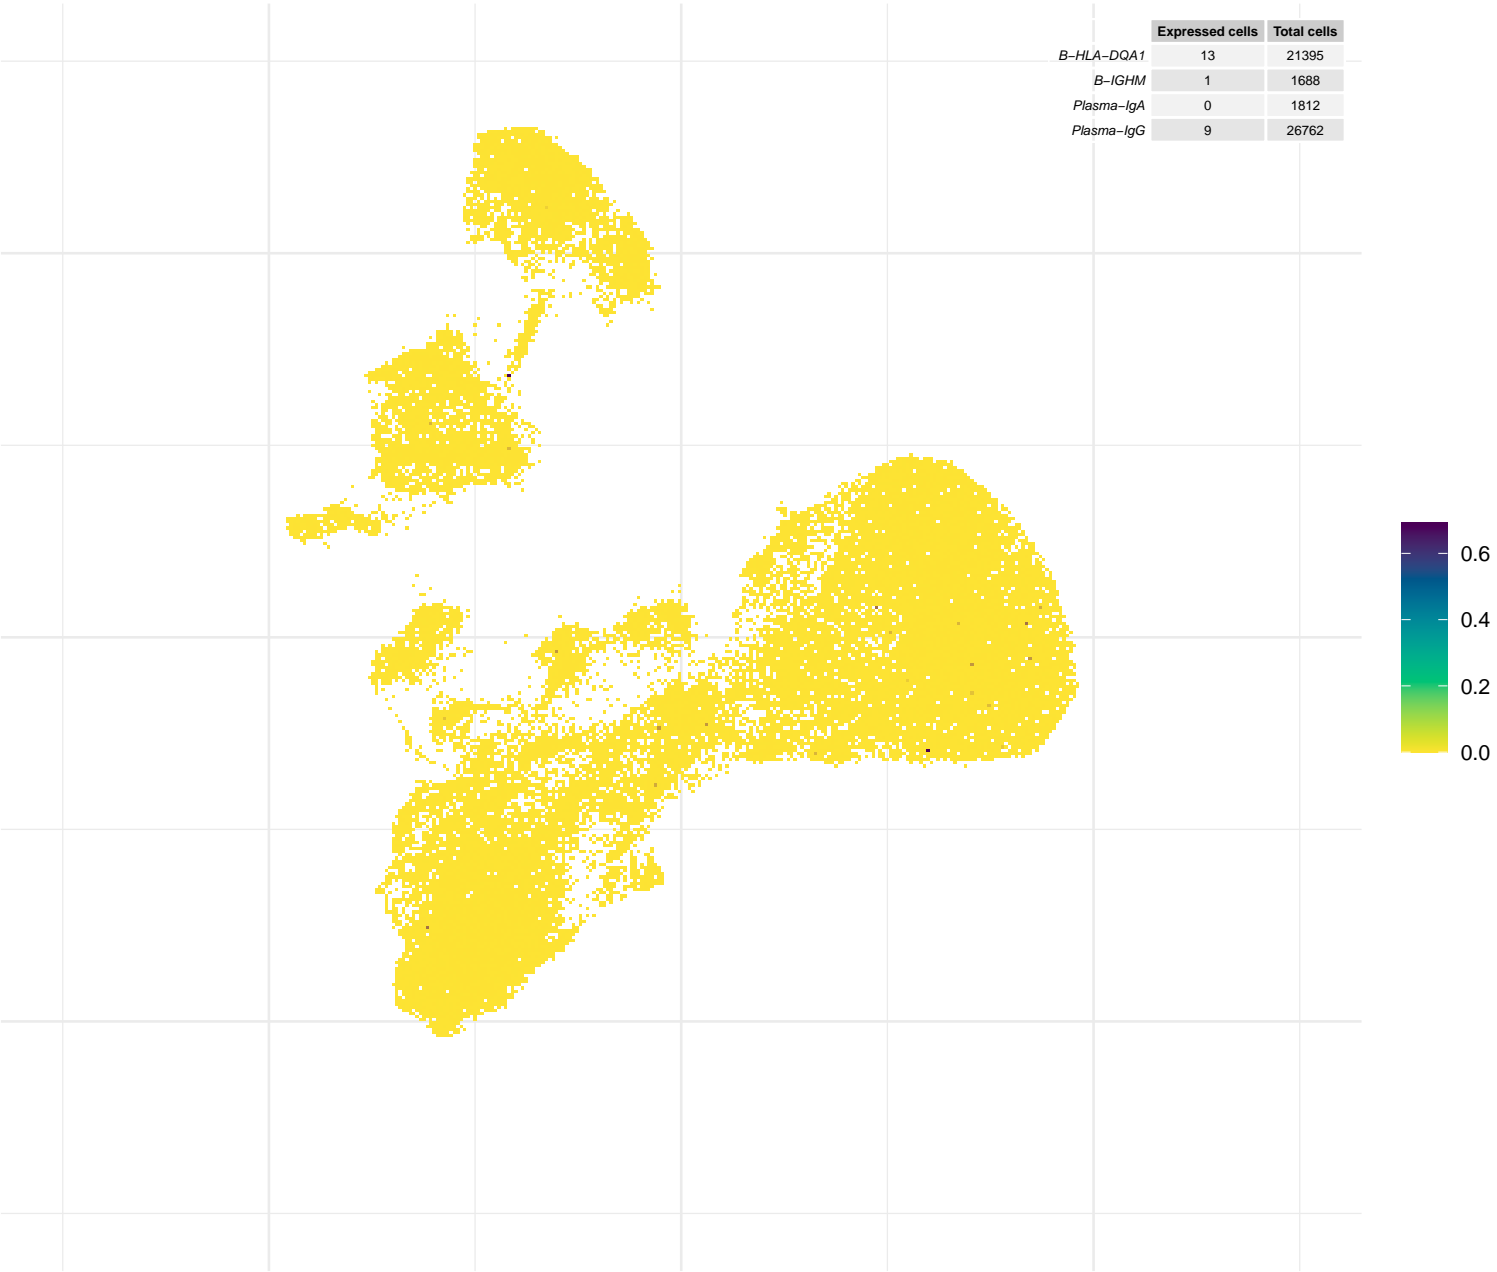 Expressed cells Total cells
B−HLA−DQA1 13 21395
B−IGHM 1 1688
Plasma−IgA 0 1812
Plasma−IgG 9 26762
0.6
0.4
0.2
0.0